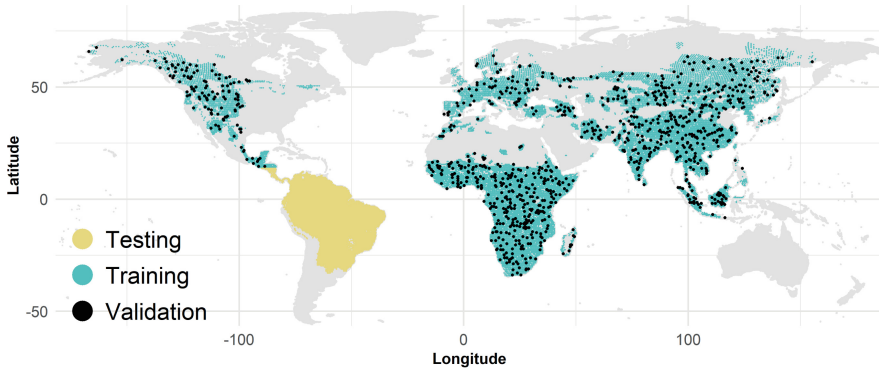 Latitude
50
0
-50
Testing
Training
Validation
-100
0
100
Longitude